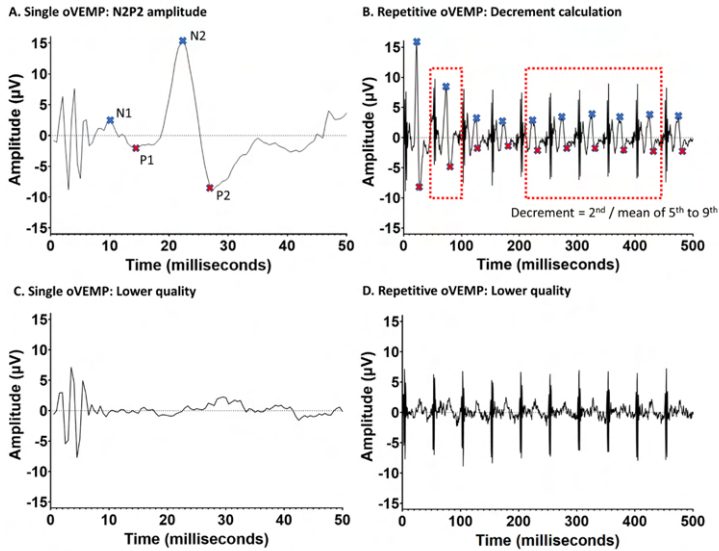 A. Single oVEMP: N2P2 amplitude
15
10
5
0
-5
-10
-15
Amplitude (μV)
N1
P1
N2
P2
0 10 20 30 40 50
Time (milliseconds)
B. Repetitive oVEMP: Decrement calculation
15
10
5
0
-5
-10
-15
Amplitude (μV)
Decrement = 2nd / mean of 5th to 9th
0 100 200 300 400 500
Time (milliseconds)
C. Single oVEMP: Lower quality
15
10
5
0
-5
-10
-15
Amplitude (μV)
0 10 20 30 40 50
Time (milliseconds)
D. Repetitive oVEMP: Lower quality
15
10
5
0
-5
-10
-15
Amplitude (μV)
0 100 200 300 400 500
Time (milliseconds)